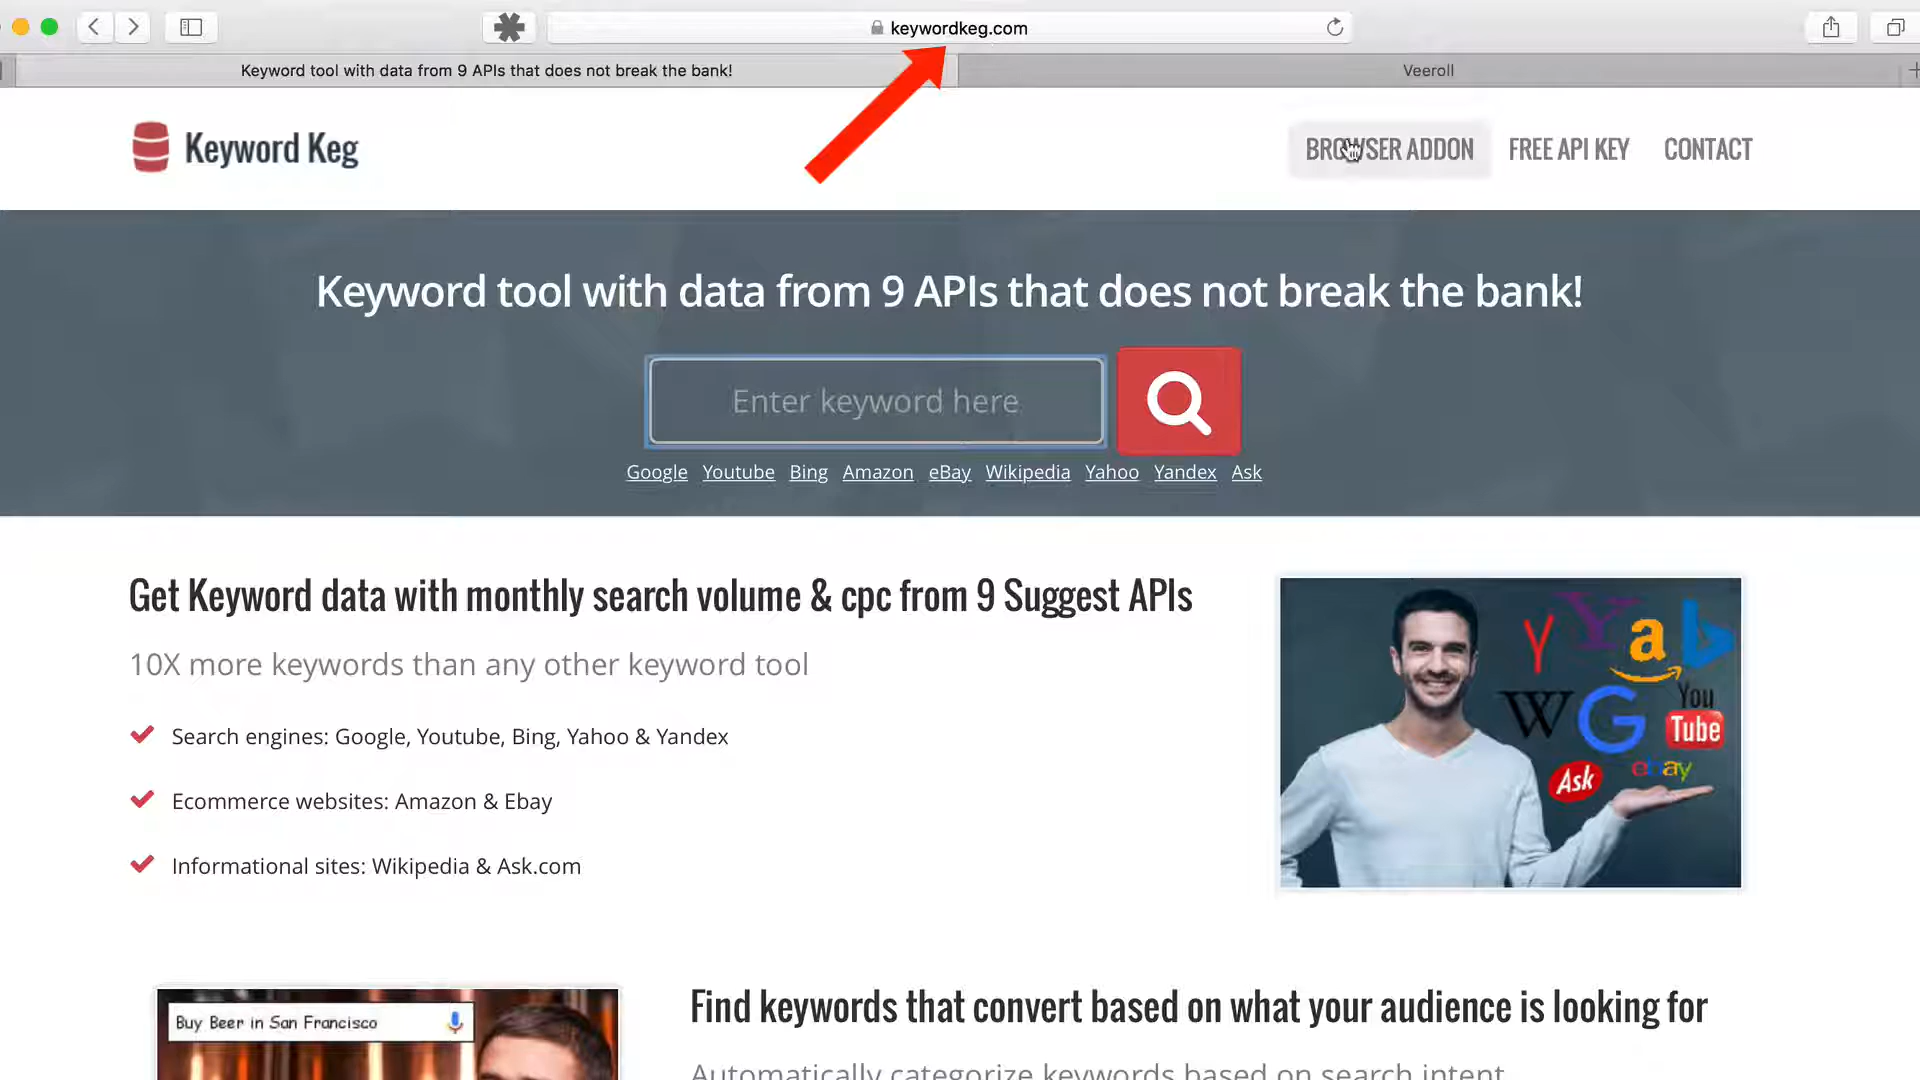 keywordkeg.com
Keyword tool with data from 9 APIs that does not break the bank!
Veeroll
Keyword Keg
BROWSER ADDON
FREE API KEY
CONTACT
Keyword tool with data from 9 APIs that does not break the bank!
Enter keyword here
Google Youtube Bing Amazon eBay Wikipedia Yahoo Yandex Ask
Get Keyword data with monthly search volume & cpc from 9 Suggest APIs
10X more keywords than any other keyword tool
Search engines: Google, Youtube, Bing, Yahoo & Yandex
Ecommerce websites: Amazon & Ebay
Informational sites: Wikipedia & Ask.com
Y Y a b
W G You Tube
Ask ebay
Buy Beer in San Francisco
Find keywords that convert based on what your audience is looking for
Automatically categorize keywords based on search intent